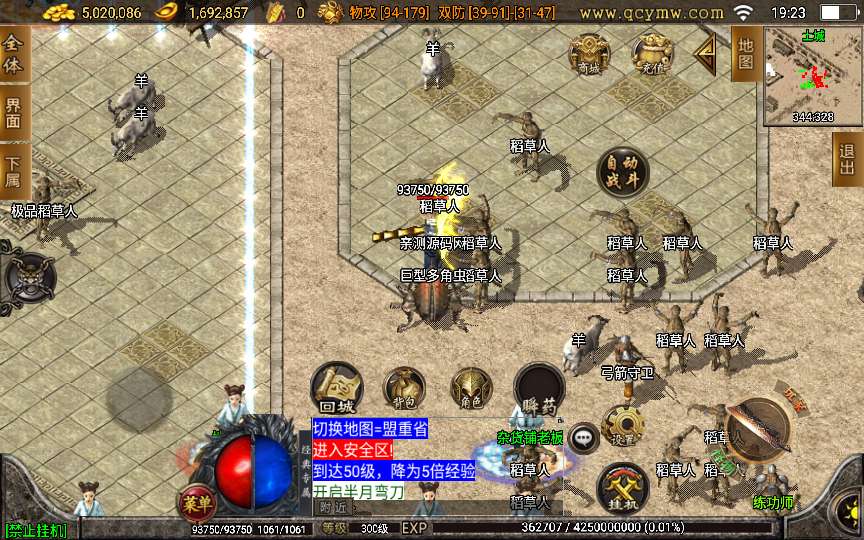 5,020,086
1,692,857
0
物攻 [94-179] 双防 [39-91]-[31-47]
www.qcymw.com
19:23
全体
界面
下属
商城
充值
地图
土城
344:328
退出
羊
羊
羊
稻草人
自动战斗
93750/93750
稻草人
极品稻草人
亲测源码网
稻草人
稻草人
稻草人
稻草人
巨型多角虫
稻草人
稻草人
羊
稻草人
稻草人
弓箭守卫
回城
背包
角色
瞬药
设置
切换地图=盟重省
进入安全区!
到达50级，降为5倍经验
开启半月弯刀
附近
经典专属
杂货铺老板
稻草人
稻草人
稻草人
稻草人
稻草人
挂机
练功师
菜单
[禁止挂机]
93750/93750 1061/1061
等级 300级 EXP
362707 / 4250000000 (0.01%)